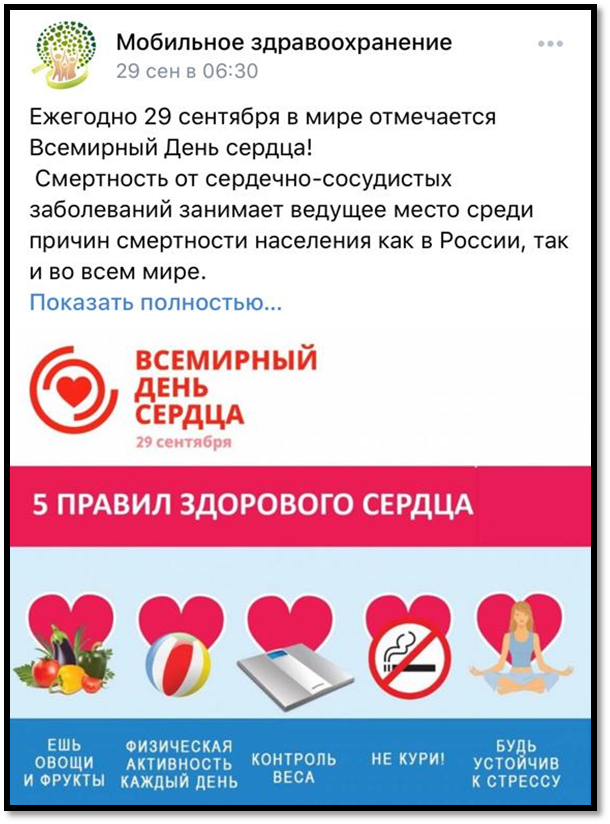 Мобильное здравоохранение
29 сен в 06:30
Ежегодно 29 сентября в мире отмечается
Всемирный День сердца!
Смертность от сердечно-сосудистых
заболеваний занимает ведущее место среди
причин смертности населения как в России, так
и во всем мире.
Показать полностью...
ВСЕМИРНЫЙ
ДЕНЬ
СЕРДЦА
29 сентября
5 ПРАВИЛ ЗДОРОВОГО СЕРДЦА
ЕШЬ
ОВОЩИ
И ФРУКТЫ
ФИЗИЧЕСКАЯ
АКТИВНОСТЬ
КАЖДЫЙ ДЕНЬ
КОНТРОЛЬ
ВЕСА
НЕ КУРИ!
БУДЬ
УСТОЙЧИВ
К СТРЕССУ